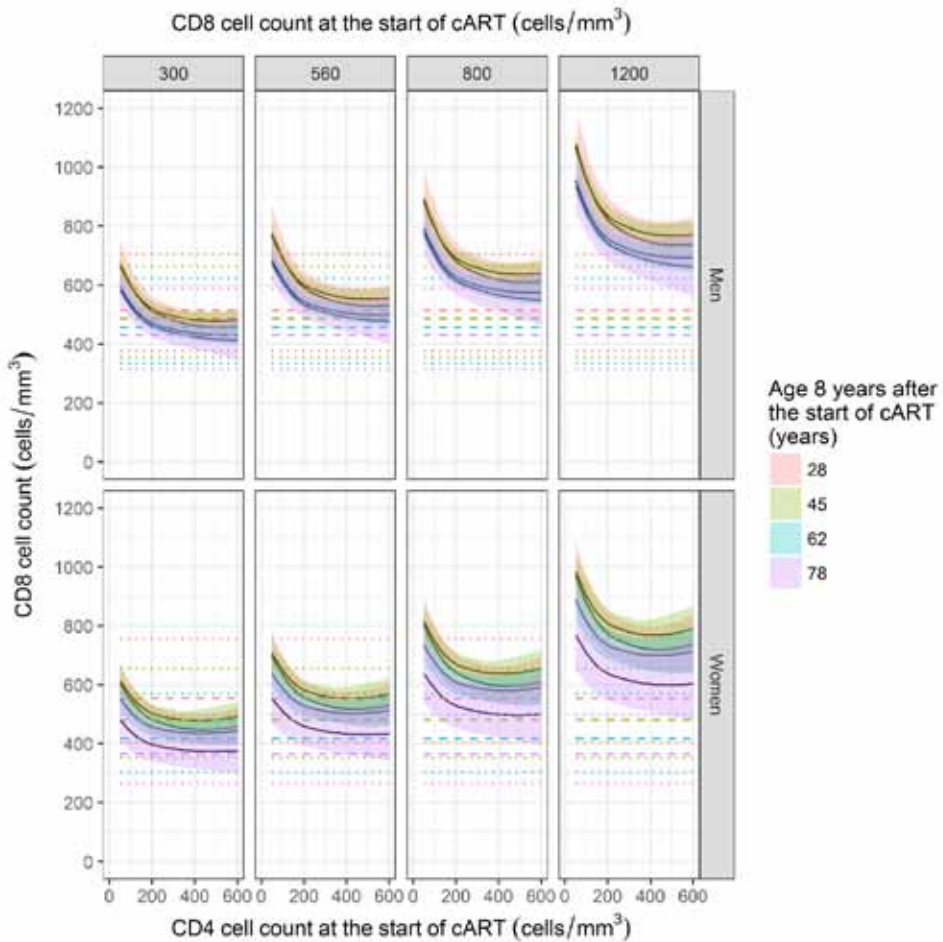 CD8 cell count at the start of cART (cells/mm³)
300 560 800 1200
1200
1000
800
600
400
200
0
Men
1200
1000
800
600
400
200
0
Women
CD8 cell count (cells/mm³)
0 200 400 600 0 200 400 600 0 200 400 600 0 200 400 600
CD4 cell count at the start of cART (cells/mm³)
Age 8 years after
the start of cART
(years)
28
45
62
78